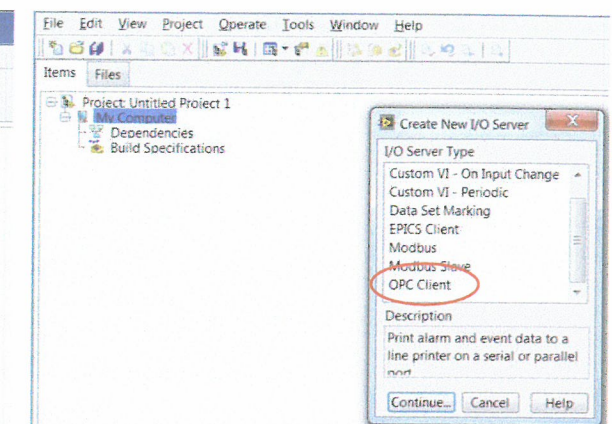 File Edit View Project Operate Tools Window Help
Items Files
Project: Untitled Project 1
My Computer
Dependencies
Build Specifications
Create New I/O Server
I/O Server Type
Custom VI - On Input Change
Custom VI - Periodic
Data Set Marking
EPICS Client
Modbus
Modbus Slave
OPC Client
Description
Print alarm and event data to a
line printer on a serial or parallel
port
Continue... Cancel Help